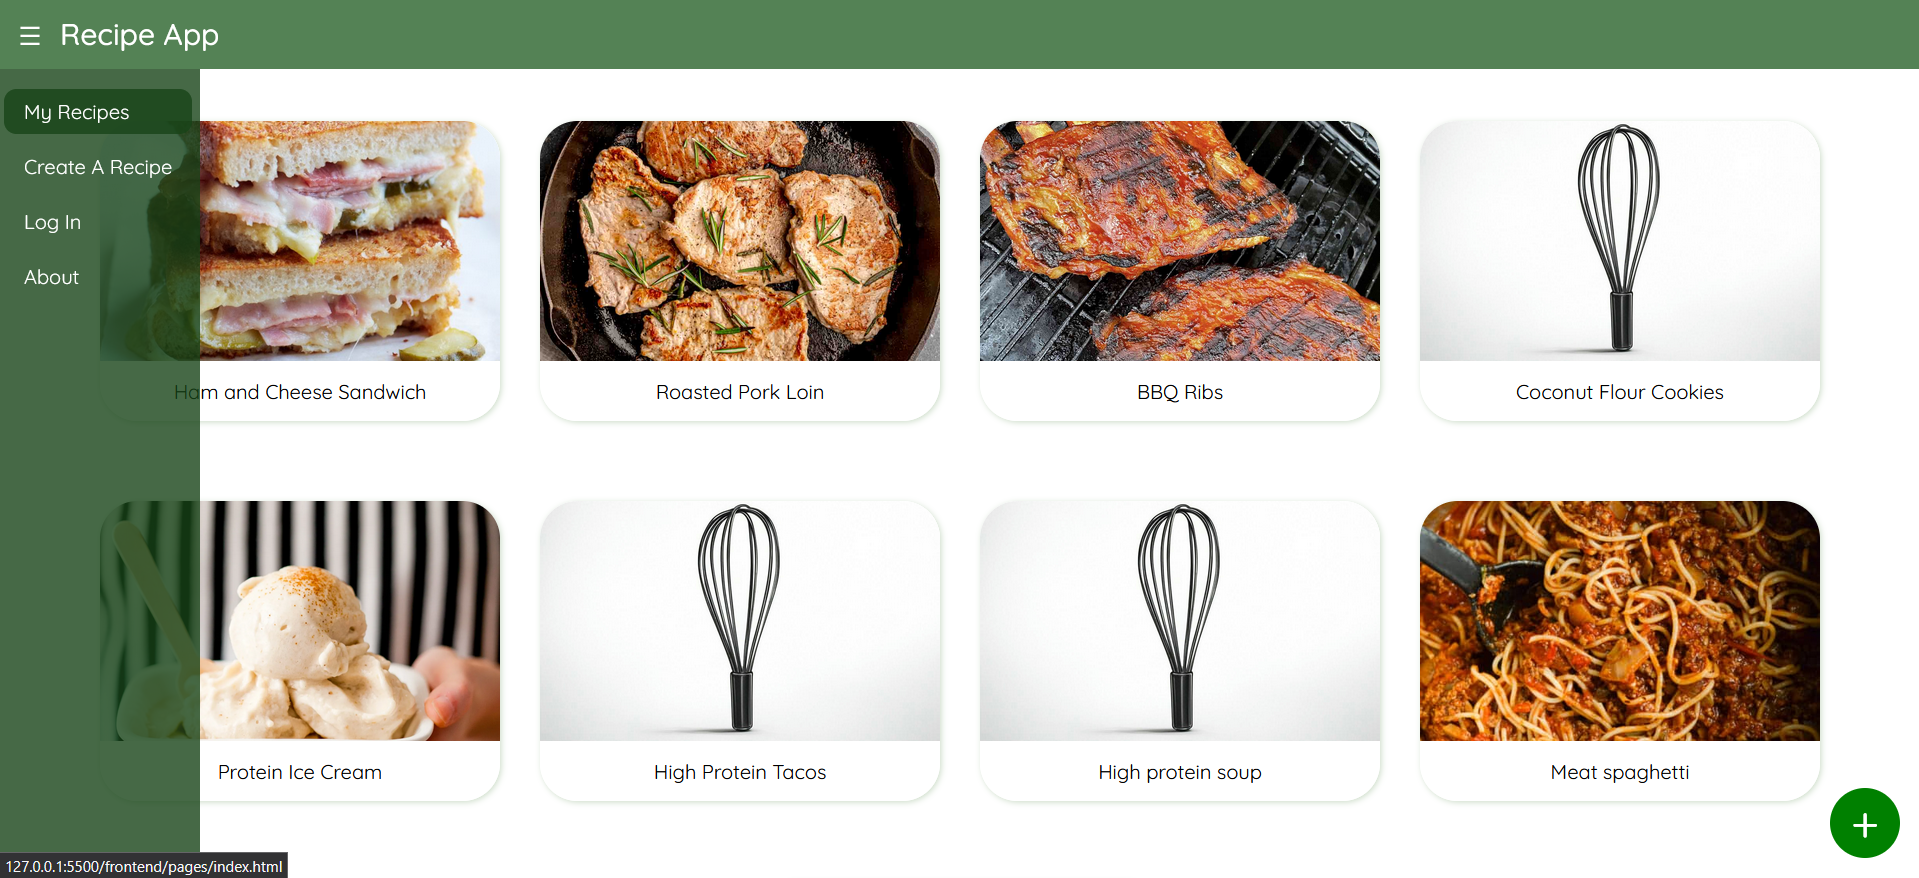 ☰ Recipe App
My Recipes
Create A Recipe
Log In
About
Ham and Cheese Sandwich
Roasted Pork Loin
BBQ Ribs
Coconut Flour Cookies
Protein Ice Cream
High Protein Tacos
High protein soup
Meat spaghetti
+
127.0.0.1:5500/frontend/pages/index.html